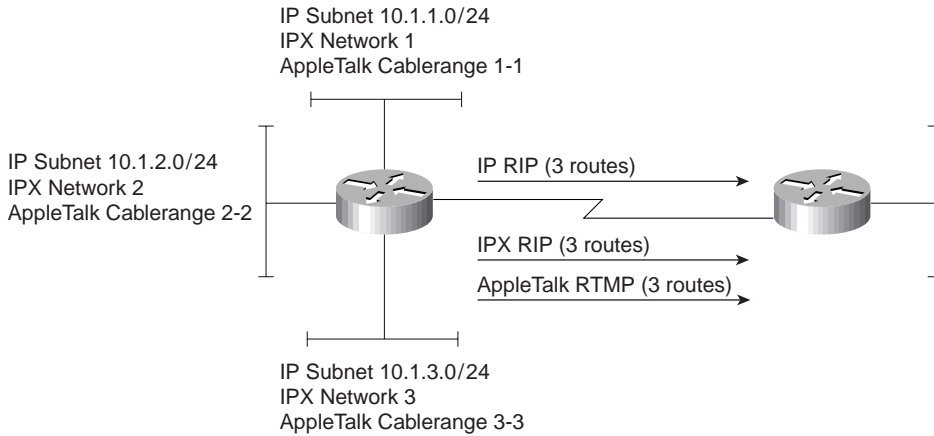 IP Subnet 10.1.1.0/24
IPX Network 1
AppleTalk Cablerange 1-1
IP Subnet 10.1.2.0/24
IPX Network 2
AppleTalk Cablerange 2-2
IP RIP (3 routes)
IPX RIP (3 routes)
AppleTalk RTMP (3 routes)
IP Subnet 10.1.3.0/24
IPX Network 3
AppleTalk Cablerange 3-3